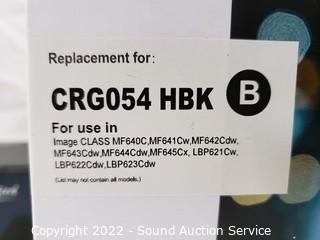 Replacement for:
CRG054 HBK B
For use in
Image CLASS MF640C,MF641Cw,MF642Cdw,
MF643Cdw,MF644Cdw,MF645Cx, LBP621Cw,
LBP622Cdw,LBP623Cdw
(List may not contain all models.)
Copyright 2022 - Sound Auction Service